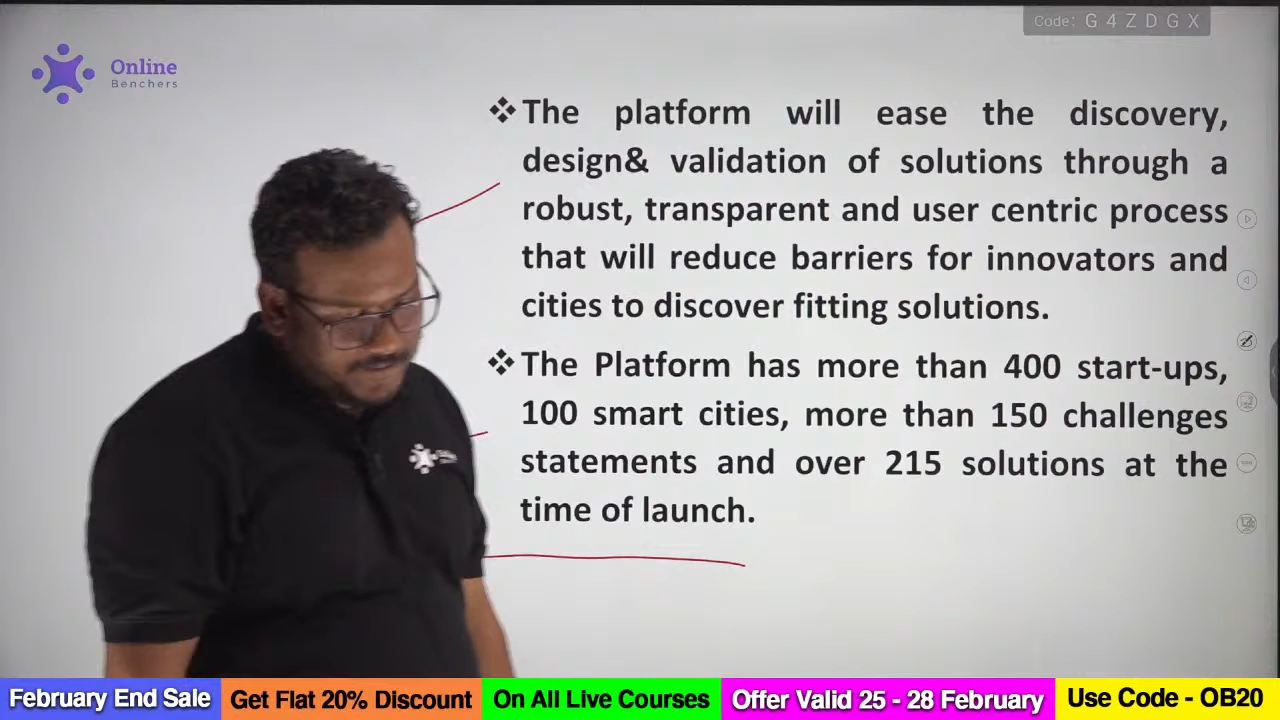 Code: G 4 Z D G X
Online
Benchers
❖ The platform will ease the discovery,
design& validation of solutions through a
robust, transparent and user centric process
that will reduce barriers for innovators and
cities to discover fitting solutions.
❖ The Platform has more than 400 start-ups,
100 smart cities, more than 150 challenges
statements and over 215 solutions at the
time of launch.
February End Sale Get Flat 20% Discount On All Live Courses Offer Valid 25 - 28 February Use Code - OB20